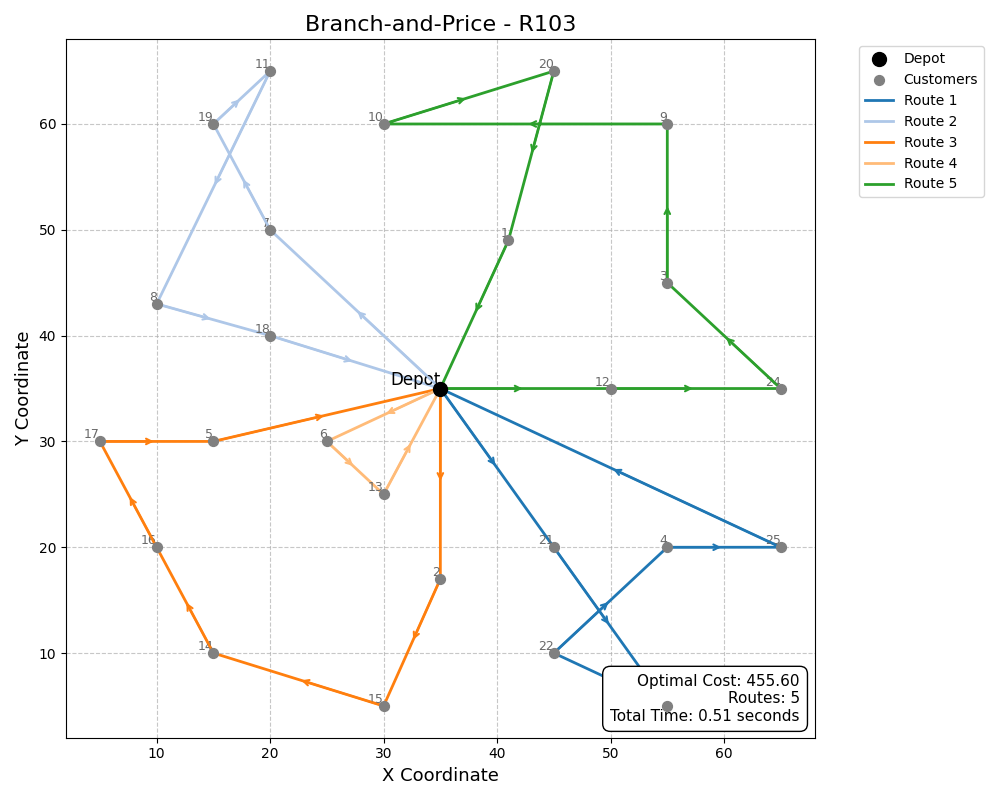 Branch-and-Price - R103
Depot
Customers
Route 1
Route 2
Route 3
Route 4
Route 5
Y Coordinate
60
50
40
30
20
10
11
20
19
10
9
7
1
3
8
18
Depot
12
24
17
5
6
13
16
21
4
25
2
14
22
15
Optimal Cost: 455.60
Routes: 5
Total Time: 0.51 seconds
10
20
30
40
50
60
X Coordinate